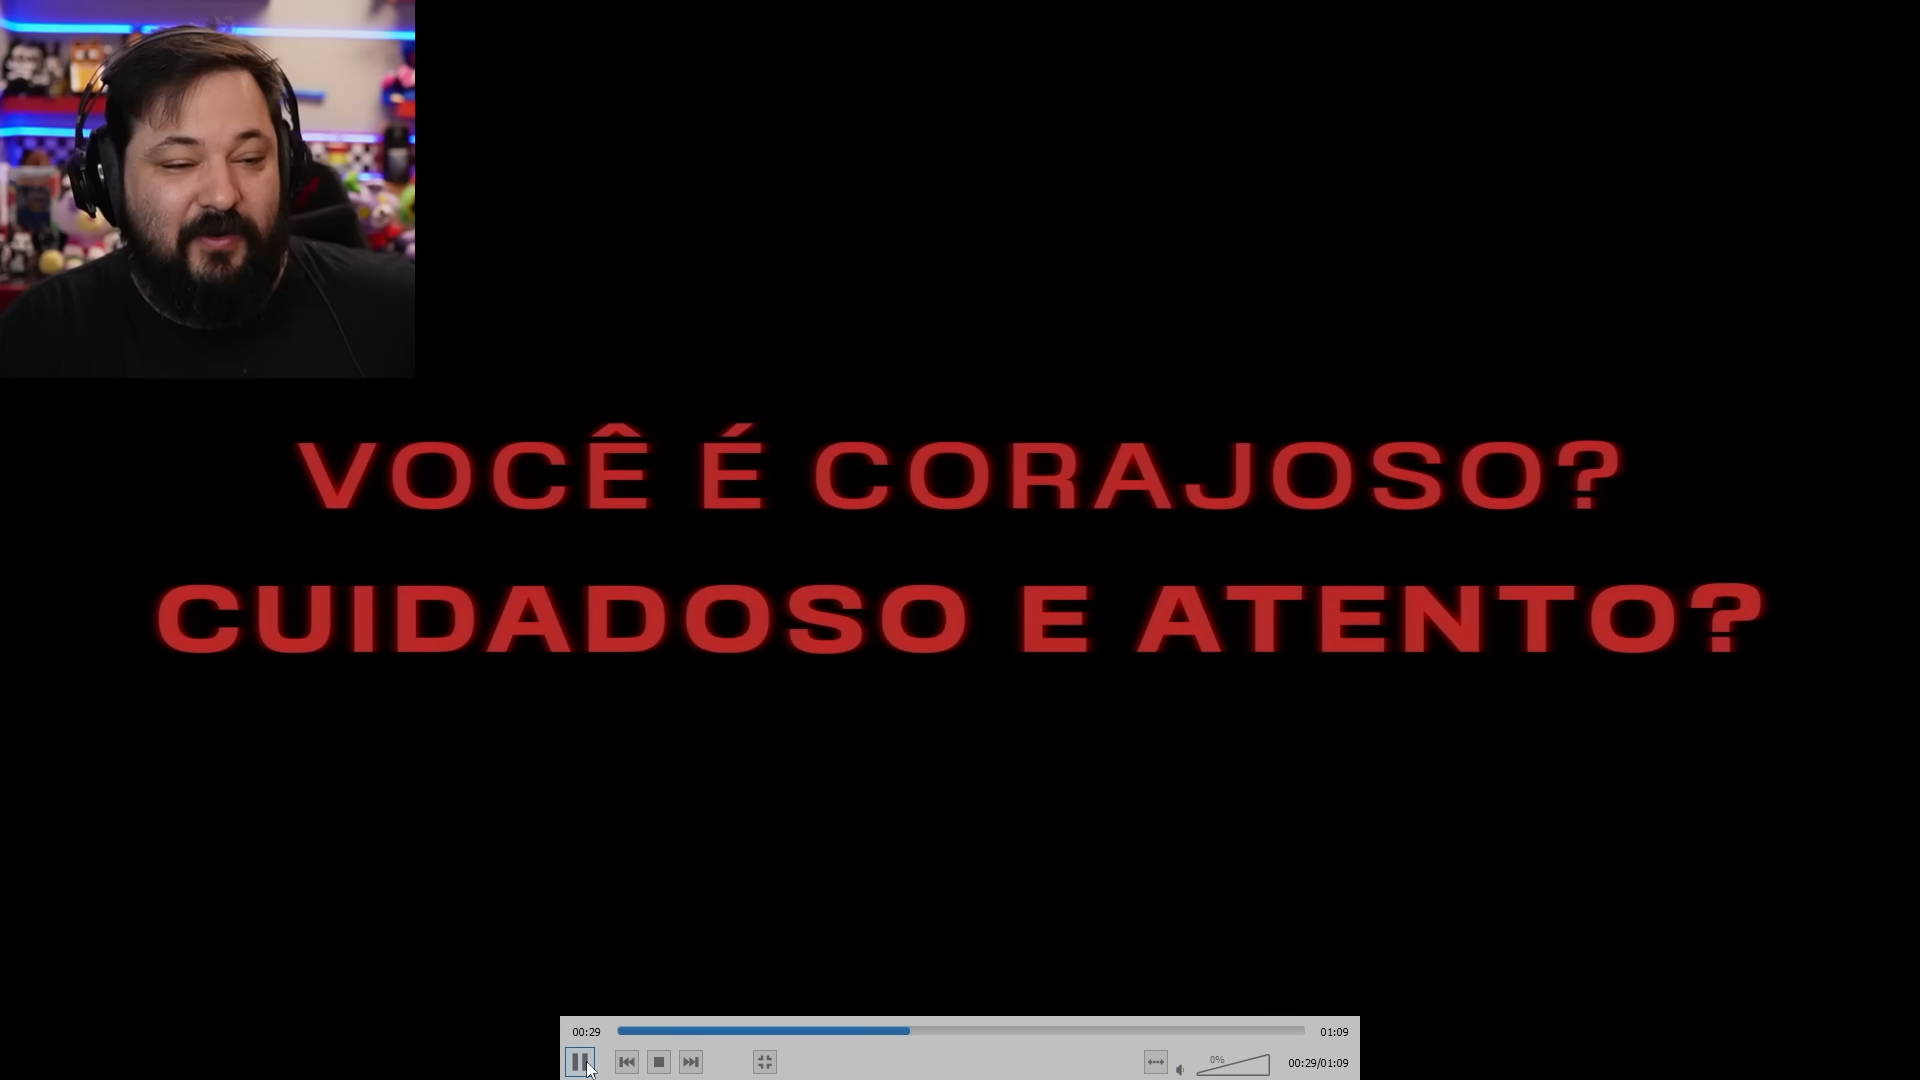 VOCÊ É CORAJOSO?
CUIDADOSO E ATENTO?
00:29
01:09
0%
00:29/01:09